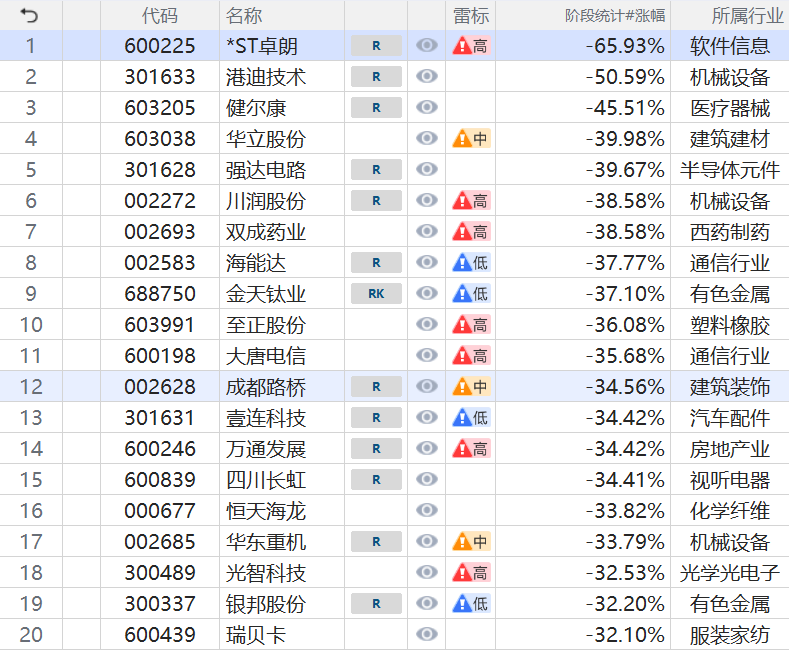 代码 名称 雷标 阶段统计#涨幅 所属行业
1 600225 *ST卓朗 R 高 -65.93% 软件信息
2 301633 港迪技术 R -50.59% 机械设备
3 603205 健尔康 R -45.51% 医疗器械
4 603038 华立股份 中 -39.98% 建筑建材
5 301628 强达电路 R -39.67% 半导体元件
6 002272 川润股份 R 高 -38.58% 机械设备
7 002693 双成药业 高 -38.58% 西药制药
8 002583 海能达 R 低 -37.77% 通信行业
9 688750 金天钛业 RK 低 -37.10% 有色金属
10 603991 至正股份 高 -36.08% 塑料橡胶
11 600198 大唐电信 高 -35.68% 通信行业
12 002628 成都路桥 R 中 -34.56% 建筑装饰
13 301631 壹连科技 R 低 -34.42% 汽车配件
14 600246 万通发展 R 高 -34.42% 房地产业
15 600839 四川长虹 R -34.41% 视听电器
16 000677 恒天海龙 -33.82% 化学纤维
17 002685 华东重机 R 中 -33.79% 机械设备
18 300489 光智科技 高 -32.53% 光学光电子
19 300337 银邦股份 R 低 -32.20% 有色金属
20 600439 瑞贝卡 -32.10% 服装家纺